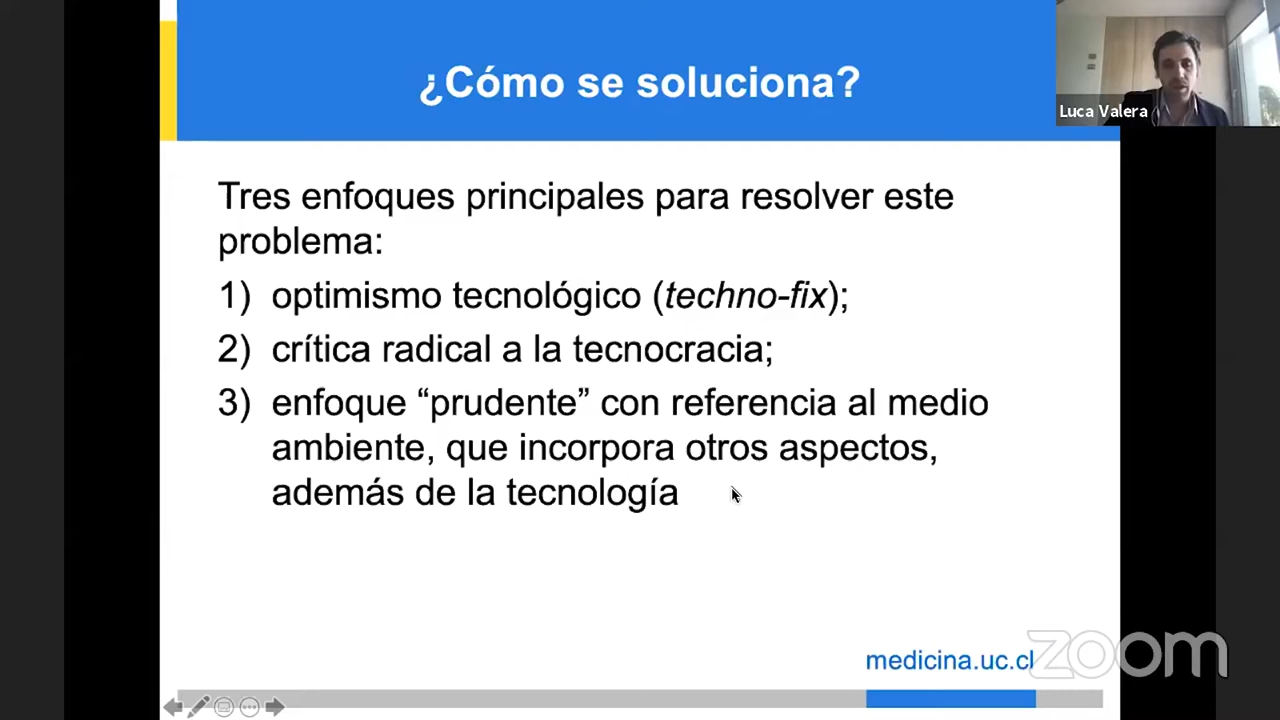 ¿Cómo se soluciona?
Luca Valera
Tres enfoques principales para resolver este
problema:
1) optimismo tecnológico (techno-fix);
2) crítica radical a la tecnocracia;
3) enfoque “prudente” con referencia al medio
ambiente, que incorpora otros aspectos,
además de la tecnología
medicina.uc.cl
zoom